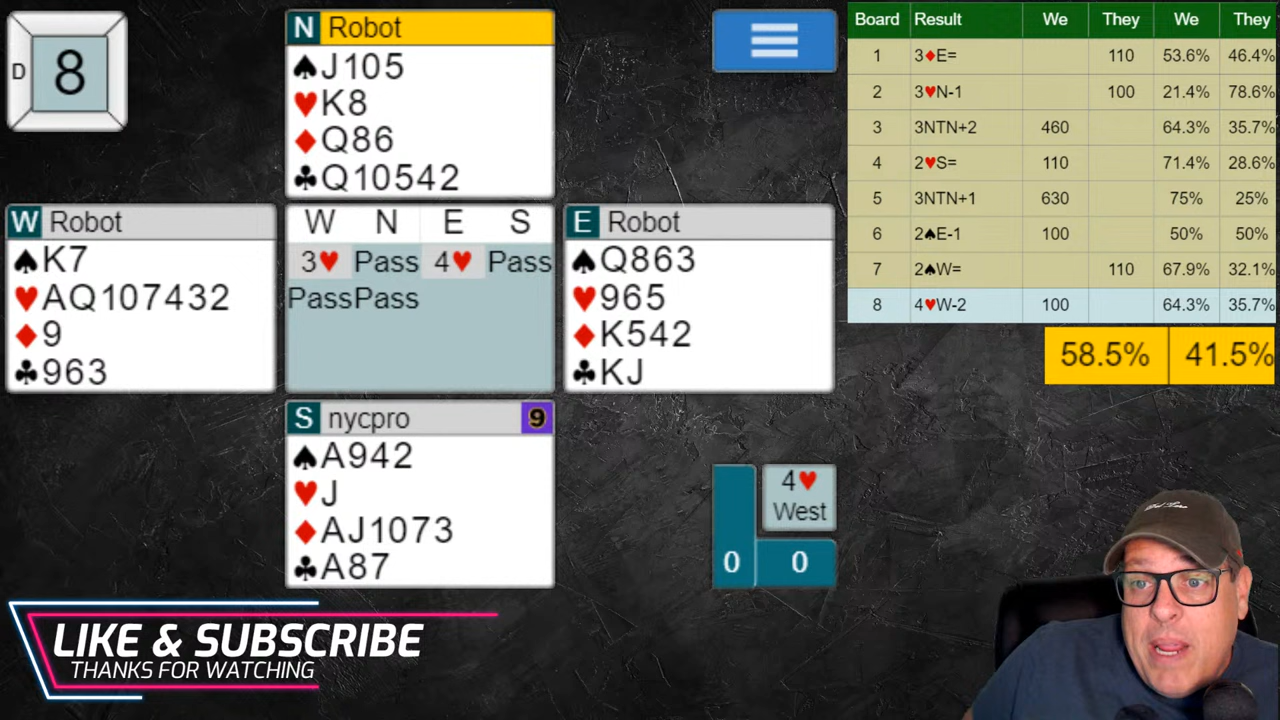 D 8
N Robot
♠J105
♥K8
♦Q86
♣Q10542
W Robot
♠K7
♥AQ107432
♦9
♣963
W N E S
3♥ Pass 4♥ Pass
Pass Pass
E Robot
♠Q863
♥965
♦K542
♣KJ
S nycpro 9
♠A942
♥J
♦AJ1073
♣A87
4♥
West
0 0
Board Result We They We They
1 3♦E= 110 53.6% 46.4%
2 3♥N-1 100 21.4% 78.6%
3 3NTN+2 460 64.3% 35.7%
4 2♥S= 110 71.4% 28.6%
5 3NTN+1 630 75% 25%
6 2♠E-1 100 50% 50%
7 2♠W= 110 67.9% 32.1%
8 4♥W-2 100 64.3% 35.7%
58.5% 41.5%
LIKE & SUBSCRIBE
THANKS FOR WATCHING